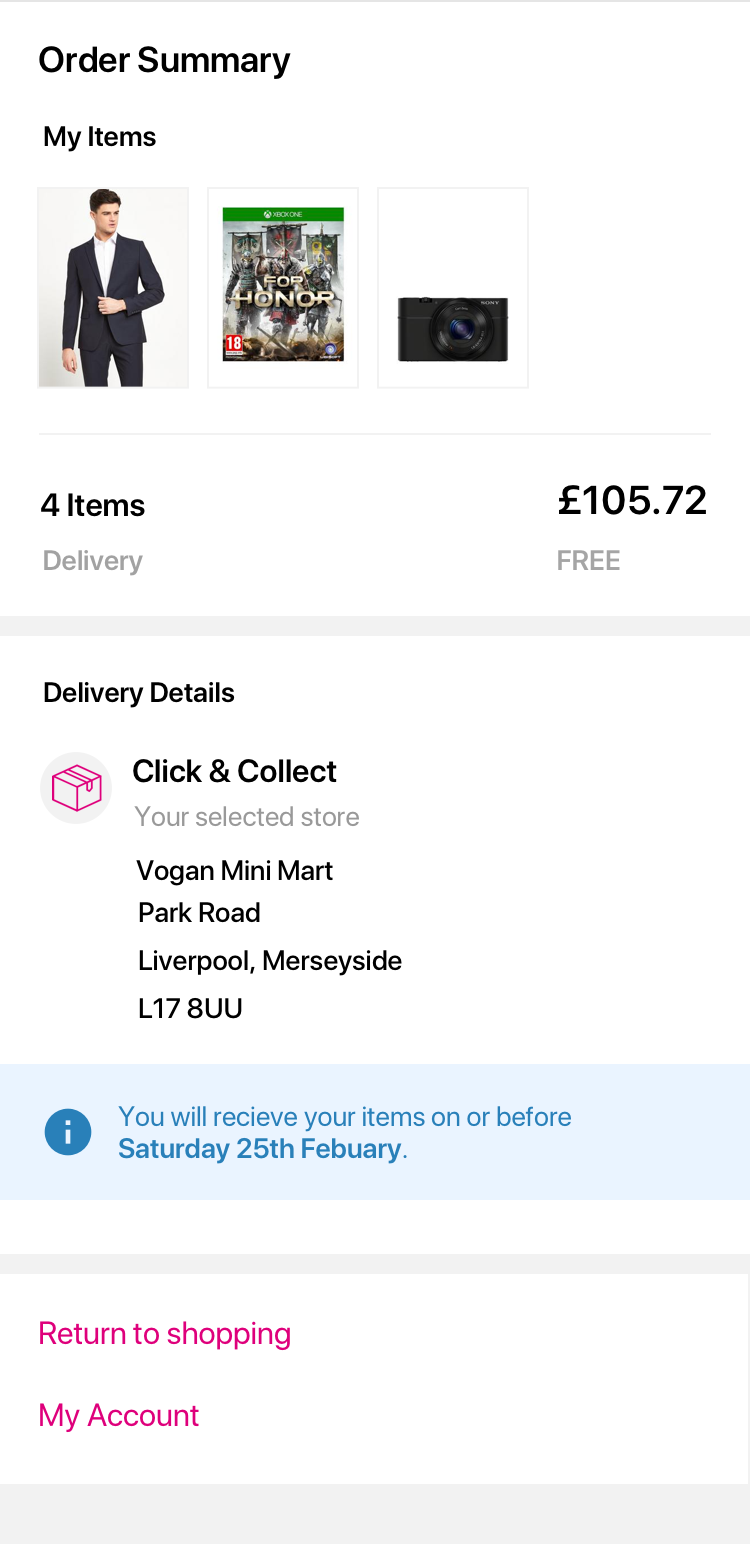 Order Summary
My Items
XBOX ONE
FOR
HONOR
18
SONY
4 Items
£105.72
Delivery
FREE
Delivery Details
Click & Collect
Your selected store
Vogan Mini Mart
Park Road
Liverpool, Merseyside
L17 8UU
You will recieve your items on or before
Saturday 25th Febuary.
Return to shopping
My Account